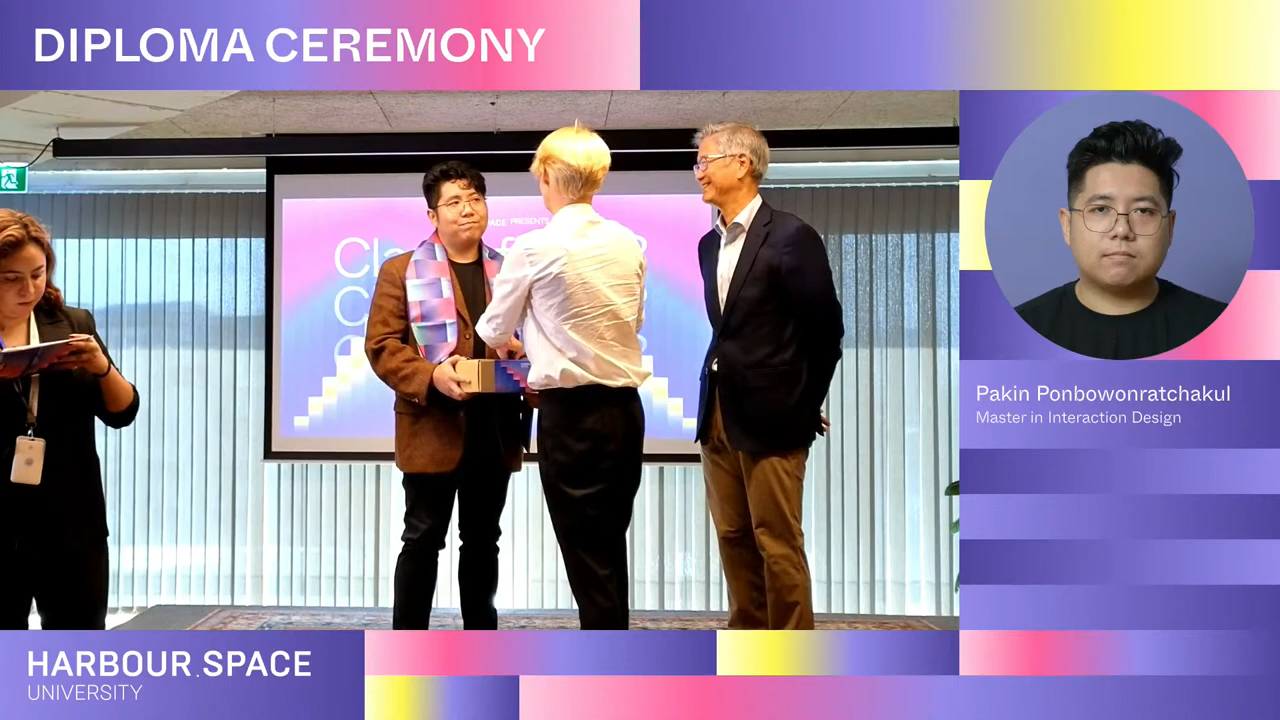 DIPLOMA CEREMONY
PRESENTS
Pakin Ponbowonratchakul
Master in Interaction Design
HARBOUR.SPACE
UNIVERSITY